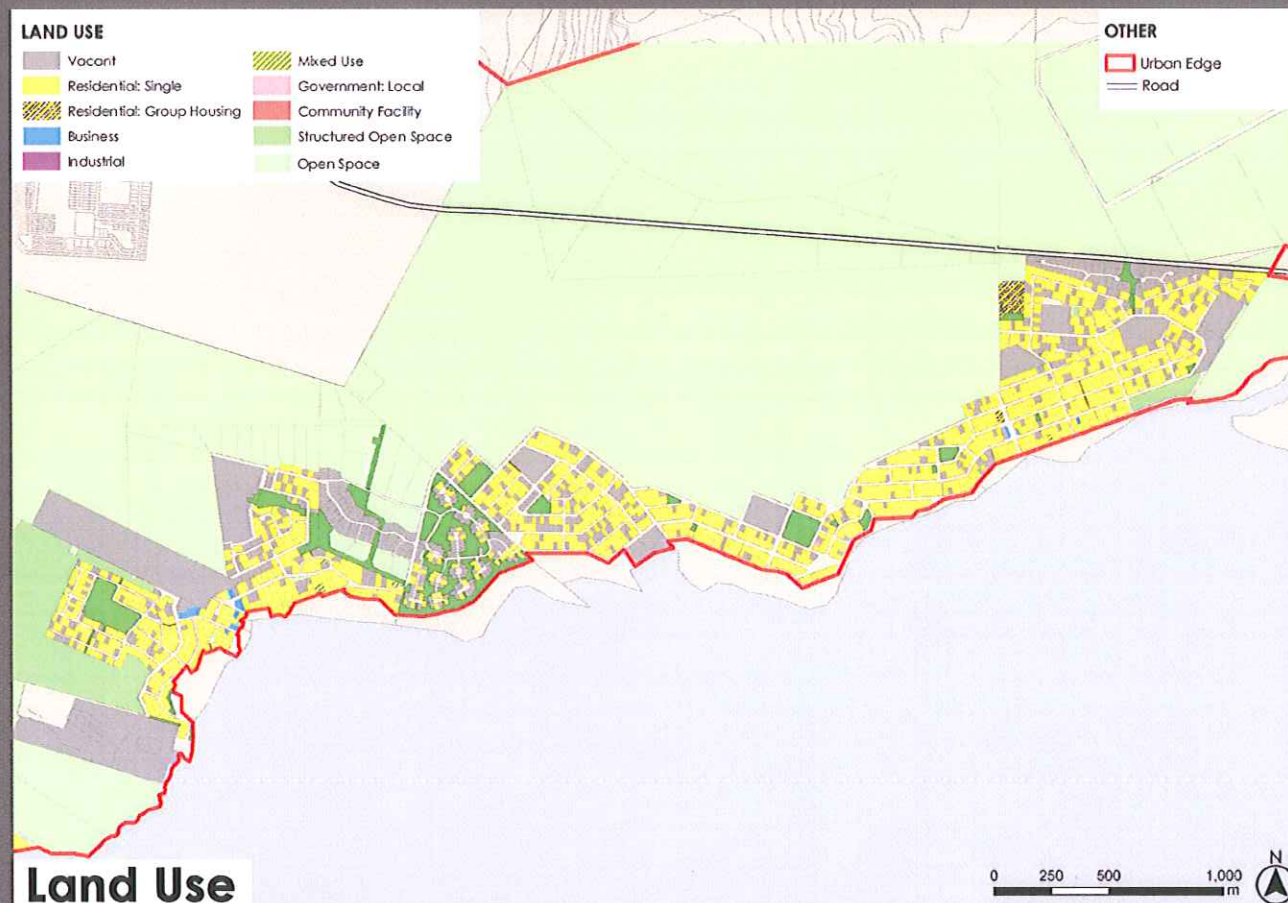 LAND USE
Vacant
Residential: Single
Residential: Group Housing
Business
Industrial
Mixed Use
Government: Local
Community Facility
Structured Open Space
Open Space
OTHER
Urban Edge
Road
Land Use
0 250 500 1,000
m
N